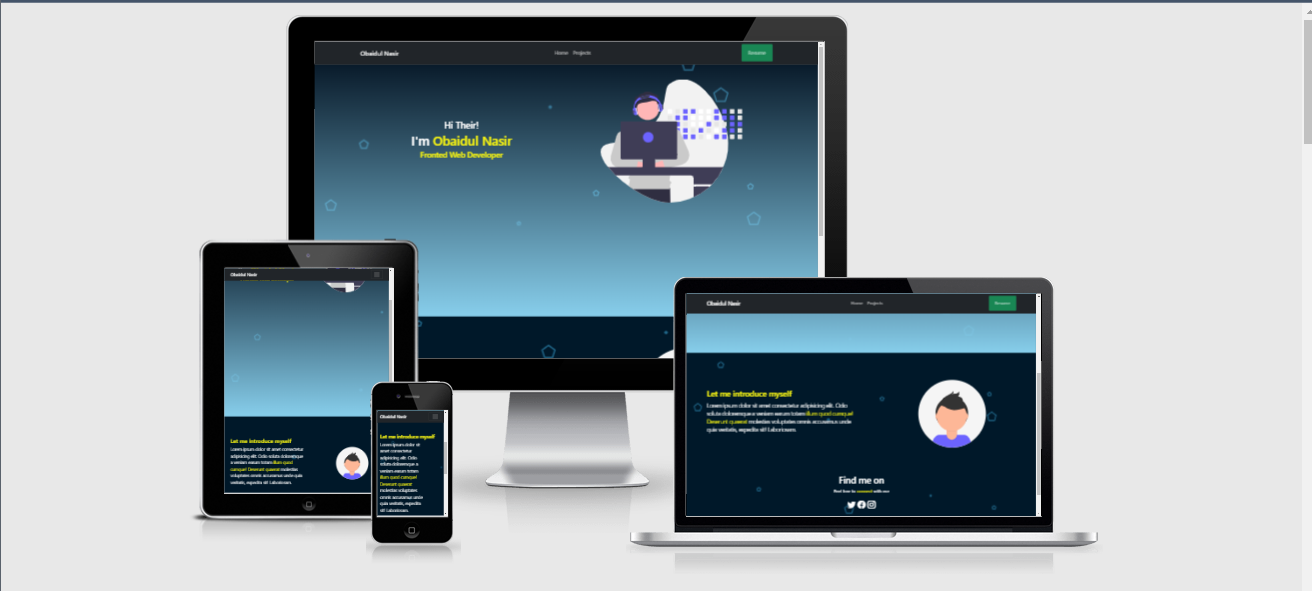 Obaidul Nasir
Home Projects
Resume
Hi Their!
I'm Obaidul Nasir
Fronted Web Developer
Obaidul Nasir
Let me introduce myself
Lorem ipsum dolor sit amet consectetur
adipisicing elit. Odio soluta doloremque
a veniam earum totam illum quod
cumque! Deserunt quaerat molestiae
voluptates omnis accusamus unde quia
veritatis, expedita sit! Laboriosam.
Obaidul Nasir
Let me introduce myself
Lorem ipsum dolor sit
amet consectetur
adipisicing elit. Odio
soluta doloremque a
veniam earum totam
illum quod cumque!
Deserunt quaerat
molestiae voluptates
omnis accusamus unde
quia veritatis, expedita
sit! Laboriosam.
Obaidul Nasir
Home Projects
Resume
Let me introduce myself
Lorem ipsum dolor sit amet consectetur adipisicing elit. Odio
soluta doloremque a veniam earum totam illum quod cumque!
Deserunt quaerat molestiae voluptates omnis accusamus unde
quia veritatis, expedita sit! Laboriosam.
Find me on
Feel free to connect with me